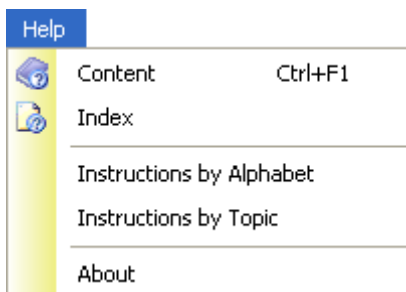 Help
Content Ctrl+F1
Index
Instructions by Alphabet
Instructions by Topic
About